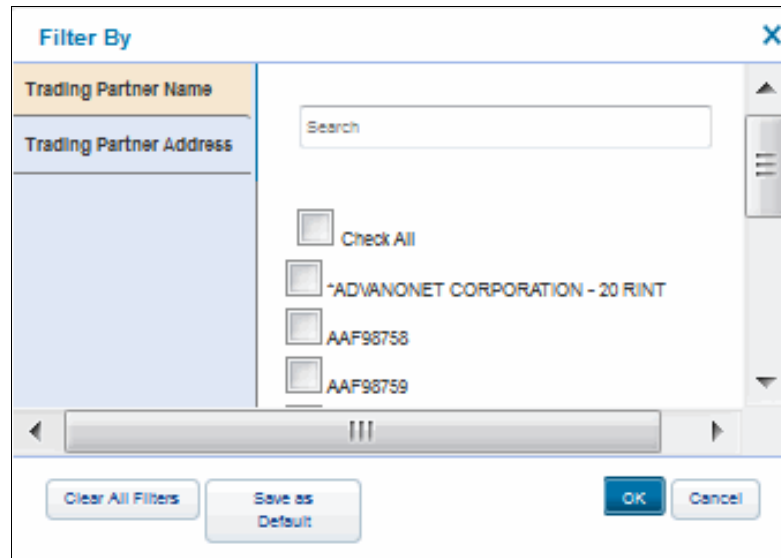 Filter By
X
Trading Partner Name
Trading Partner Address
Search
Check All
*ADVANONET CORPORATION - 20 RINT
AAF98758
AAF98759
Clear All Filters
Save as
Default
OK
Cancel